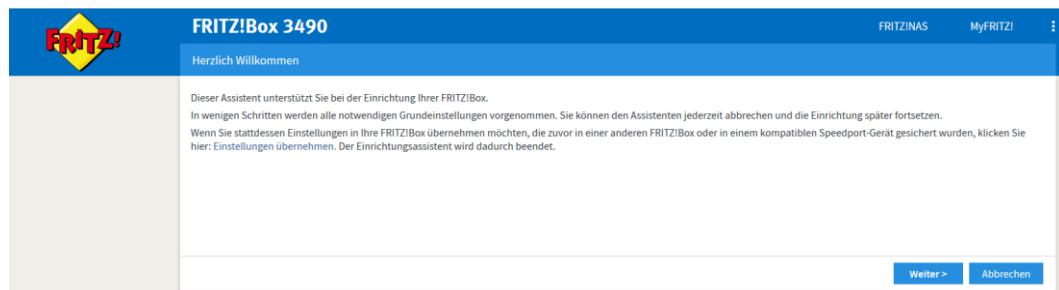 FRITZ!
FRITZ!Box 3490
FRITZ!NAS
MyFRITZ!
Herzlich Willkommen
Dieser Assistent unterstützt Sie bei der Einrichtung Ihrer FRITZ!Box.
In wenigen Schritten werden alle notwendigen Grundeinstellungen vorgenommen. Sie können den Assistenten jederzeit abbrechen und die Einrichtung später fortsetzen.
Wenn Sie stattdessen Einstellungen in Ihre FRITZ!Box übernehmen möchten, die zuvor in einer anderen FRITZ!Box oder in einem kompatiblen Speedport-Gerät gesichert wurden, klicken Sie
hier: Einstellungen übernehmen. Der Einrichtungsassistent wird dadurch beendet.
Weiter >
Abbrechen